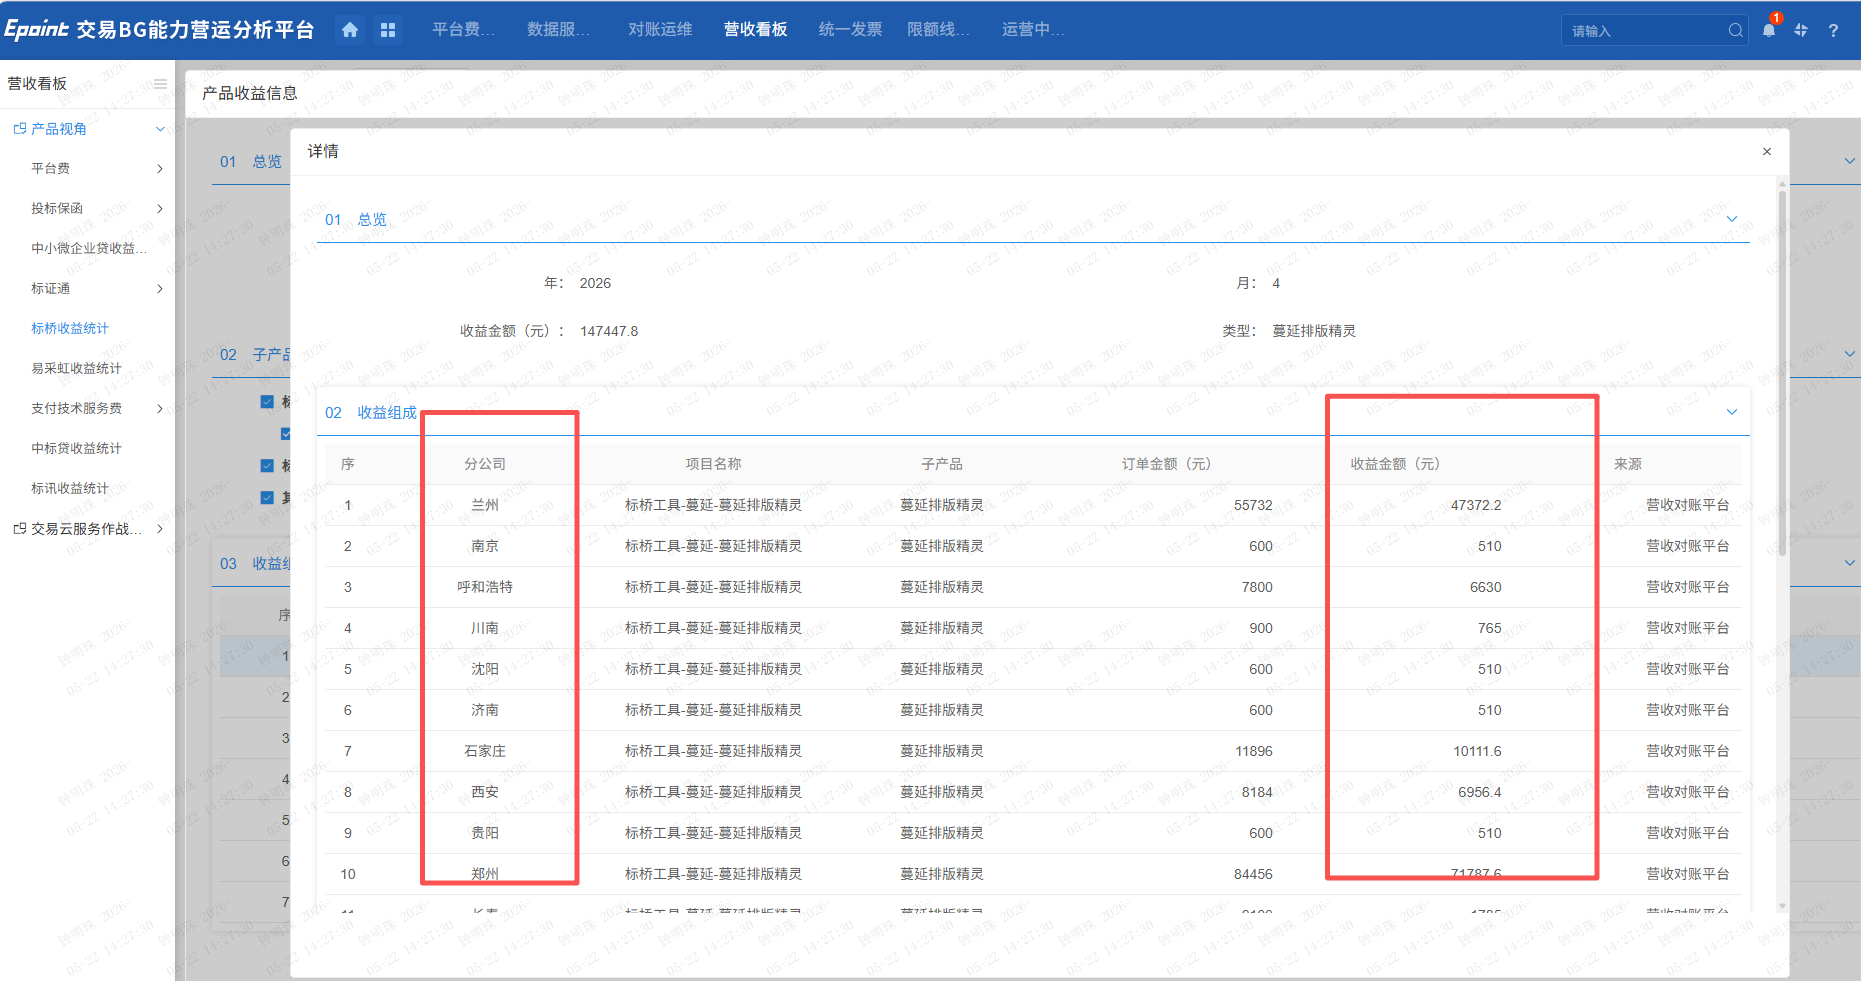 Epoint 交易BG能力营运分析平台
平台费...
数据服...
对账运维
营收看板
统一发票
限额线...
运营中...
请输入
1
?
营收看板
产品视角
平台费
投标保函
中小微企业贷收益...
标证通
标桥收益统计
易采虹收益统计
支付技术服务费
中标贷收益统计
标讯收益统计
交易云服务作战...
产品收益信息
01 总览
02 子产品
03 收益组
序
1
2
3
4
5
6
7
详情
×
01 总览
年： 2026
月： 4
收益金额（元）： 147447.8
类型： 蔓延排版精灵
02 收益组成
序 分公司 项目名称 子产品 订单金额（元） 收益金额（元） 来源
1 兰州 标桥工具-蔓延-蔓延排版精灵 蔓延排版精灵 55732 47372.2 营收对账平台
2 南京 标桥工具-蔓延-蔓延排版精灵 蔓延排版精灵 600 510 营收对账平台
3 呼和浩特 标桥工具-蔓延-蔓延排版精灵 蔓延排版精灵 7800 6630 营收对账平台
4 川南 标桥工具-蔓延-蔓延排版精灵 蔓延排版精灵 900 765 营收对账平台
5 沈阳 标桥工具-蔓延-蔓延排版精灵 蔓延排版精灵 600 510 营收对账平台
6 济南 标桥工具-蔓延-蔓延排版精灵 蔓延排版精灵 600 510 营收对账平台
7 石家庄 标桥工具-蔓延-蔓延排版精灵 蔓延排版精灵 11896 10111.6 营收对账平台
8 西安 标桥工具-蔓延-蔓延排版精灵 蔓延排版精灵 8184 6956.4 营收对账平台
9 贵阳 标桥工具-蔓延-蔓延排版精灵 蔓延排版精灵 600 510 营收对账平台
10 郑州 标桥工具-蔓延-蔓延排版精灵 蔓延排版精灵 84456 71787.6 营收对账平台
钟明珠 2026-
05-22 14:27:30